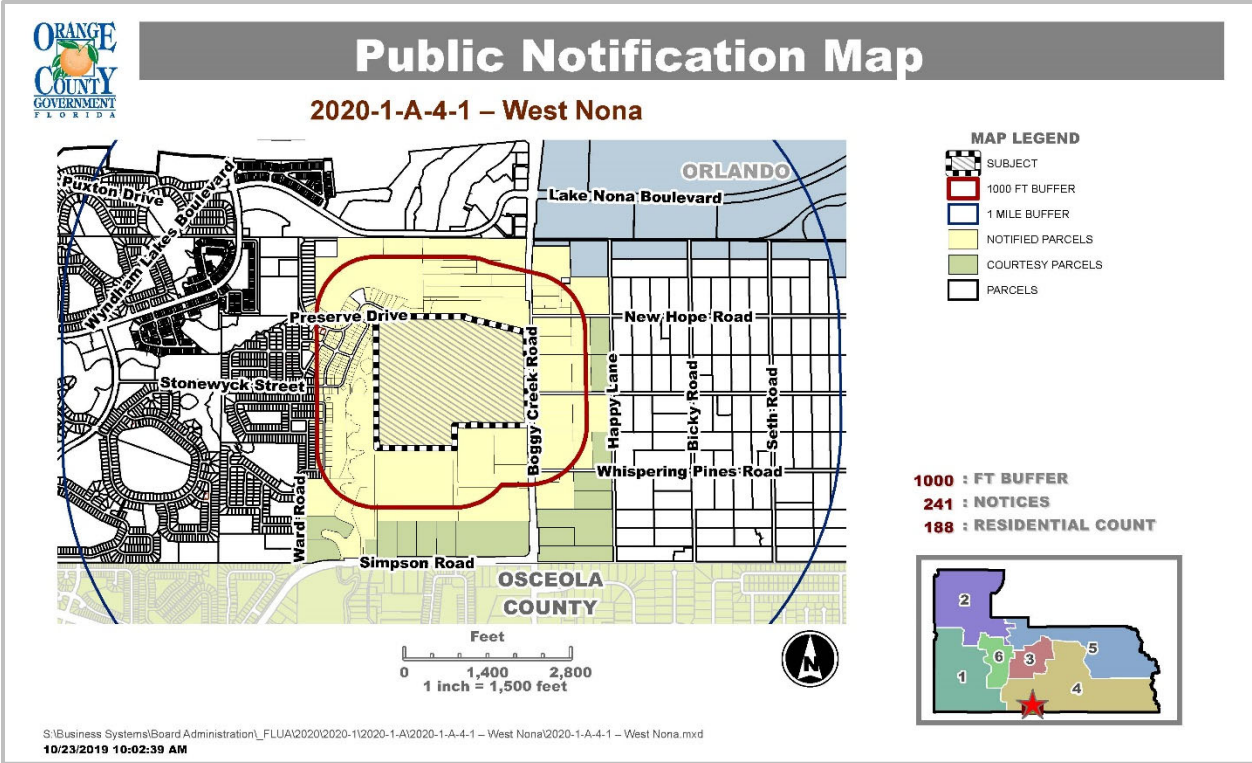 ORANGE
COUNTY
GOVERNMENT
FLORIDA
Public Notification Map
2020-1-A-4-1 – West Nona
Puxton Drive
Wyndham Lakes Boulevard
ORLANDO
Lake Nona Boulevard
Preserve Drive
New Hope Road
Stonewyck Street
Boggy Creek Road
Happy Lane
Bicky Road
Seth Road
Whispering Pines Road
Ward Road
Simpson Road
OSCEOLA
COUNTY
MAP LEGEND
SUBJECT
1000 FT BUFFER
1 MILE BUFFER
NOTIFIED PARCELS
COURTESY PARCELS
PARCELS
1000 : FT BUFFER
241 : NOTICES
188 : RESIDENTIAL COUNT
2
5
6
3
1
4
Feet
0 1,400 2,800
1 inch = 1,500 feet
N
S:\Business Systems\Board Administration\_FLUA\2020\2020-1\2020-1-A\2020-1-A-4-1 – West Nona\2020-1-A-4-1 – West Nona.mxd
10/23/2019 10:02:39 AM